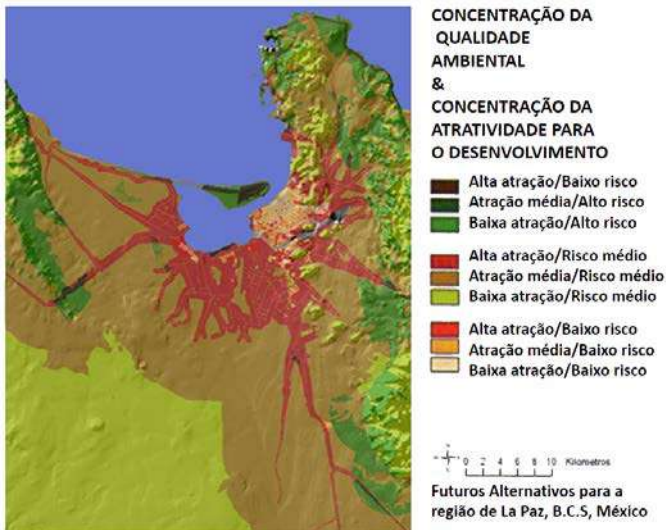 CONCENTRAÇÃO DA
QUALIDADE
AMBIENTAL
&
CONCENTRAÇÃO DA
ATRATIVIDADE PARA
O DESENVOLVIMENTO
Alta atração/Baixo risco
Atração média/Alto risco
Baixa atração/Alto risco
Alta atração/Risco médio
Atração média/Risco médio
Baixa atração/Risco médio
Alta atração/Baixo risco
Atração média/Baixo risco
Baixa atração/Baixo risco
0 2 4 6 8 10 Kilometros
Futuros Alternativos para a
região de La Paz, B.C.S, México